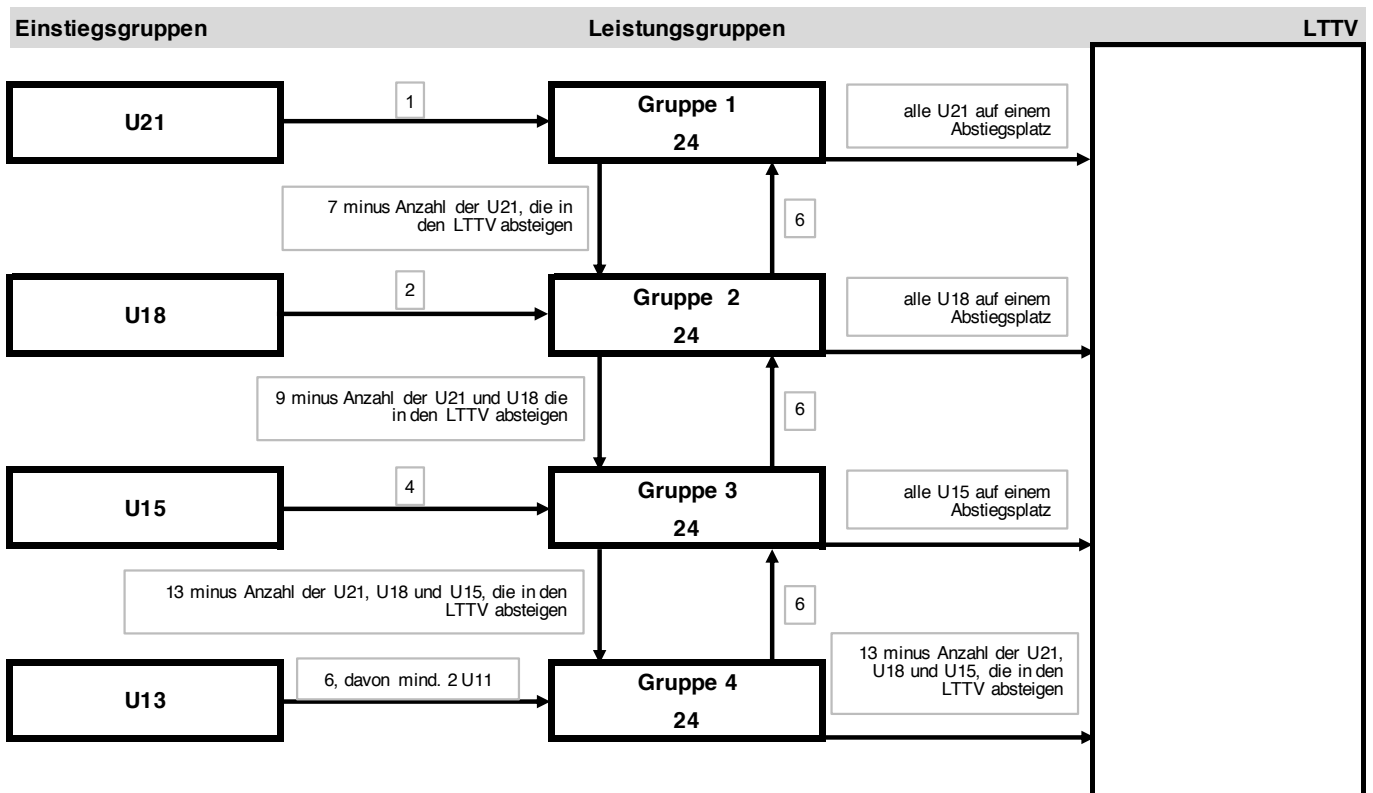 Einstiegsgruppen Leistungsgruppen LTTV
U21
1
Gruppe 1
24
alle U21 auf einem
Abstiegsplatz
7 minus Anzahl der U21, die in
den LTTV absteigen
6
U18
2
Gruppe 2
24
alle U18 auf einem
Abstiegsplatz
9 minus Anzahl der U21 und U18 die
in den LTTV absteigen
6
U15
4
Gruppe 3
24
alle U15 auf einem
Abstiegsplatz
13 minus Anzahl der U21, U18 und U15, die in den
LTTV absteigen
6
U13
6, davon mind. 2 U11
Gruppe 4
24
13 minus Anzahl der U21,
U18 und U15, die in den
LTTV absteigen